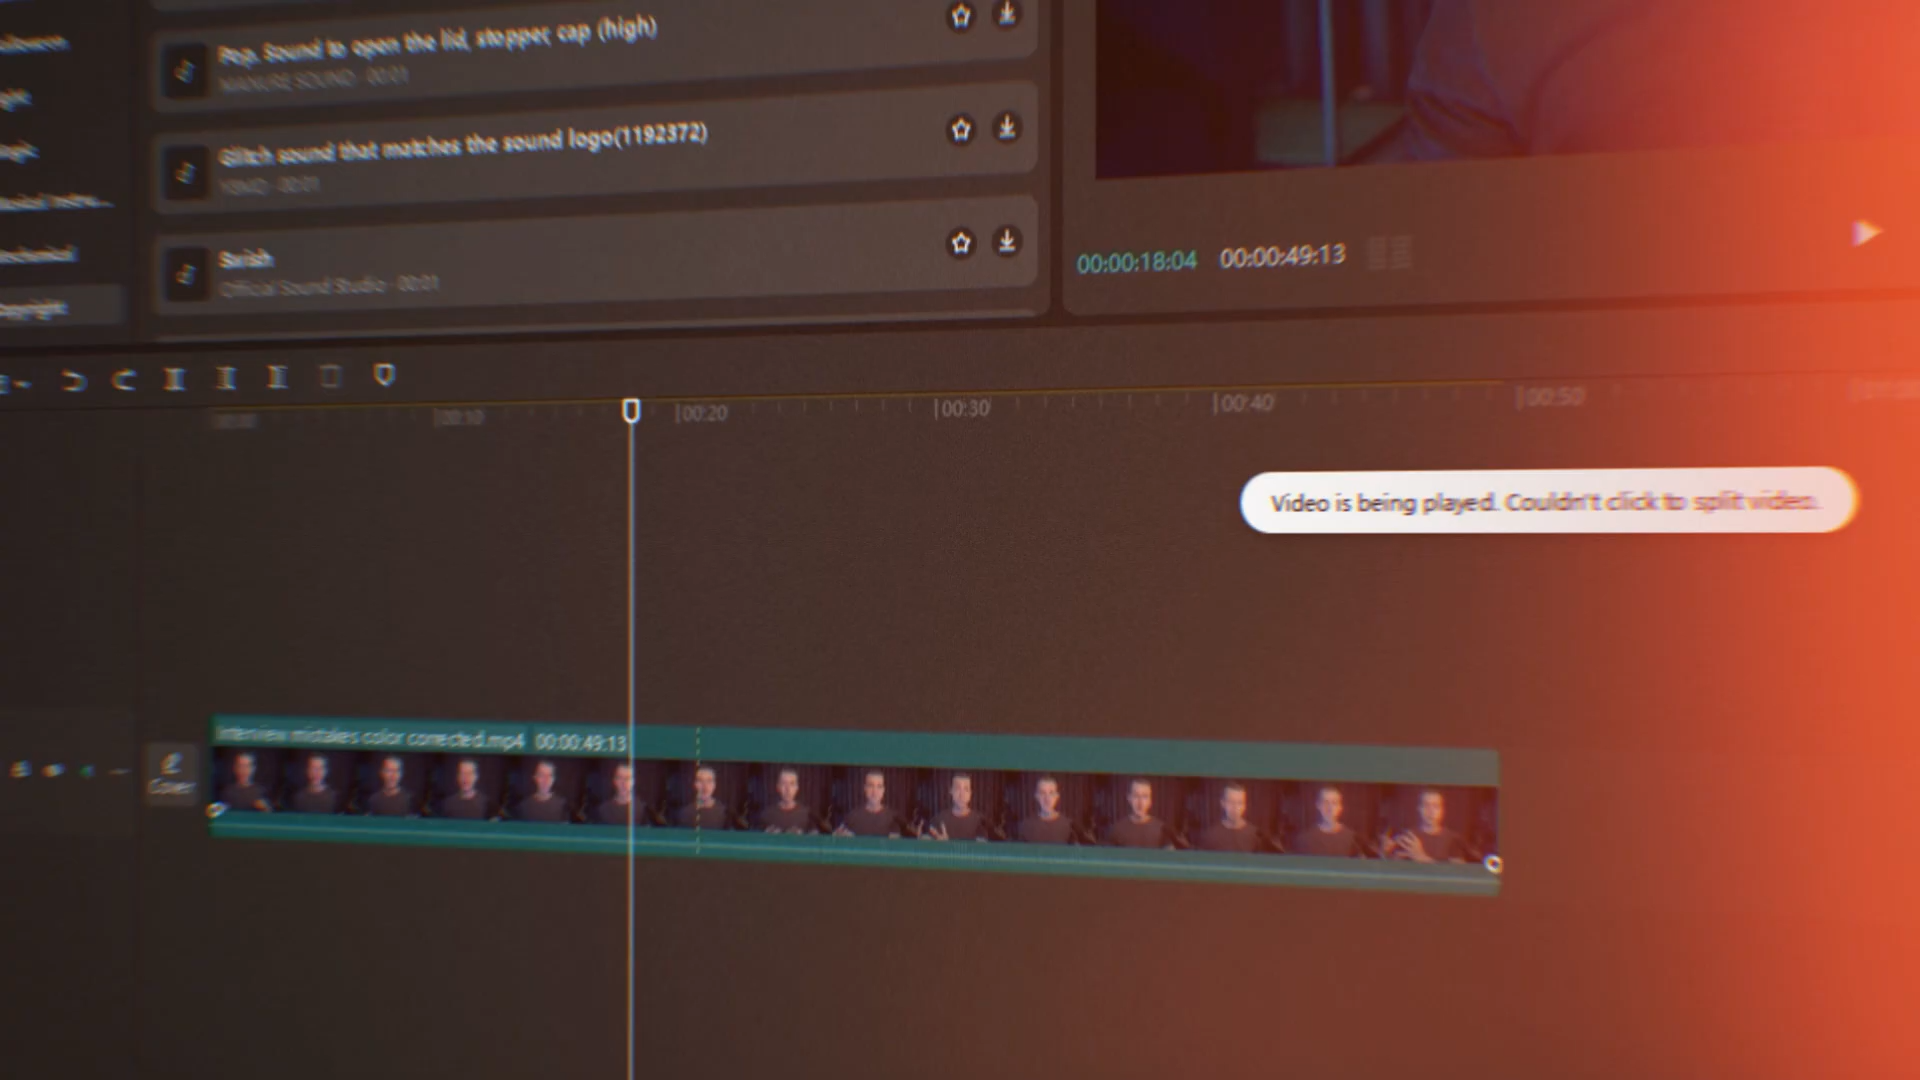 Pop. Sound to open the lid, stopper, cap (high)
MANURE SOUND · 00:01
Glitch sound that matches the sound logo(1192372)
00:01
Swish
Official Sound Studio · 00:01
00:00:18:04 00:00:49:13
00:10 00:20 00:30 00:40 00:50
Video is being played. Couldn't click to split video.
Interview mistakes color corrected.mp4 00:00:49:13
Cover